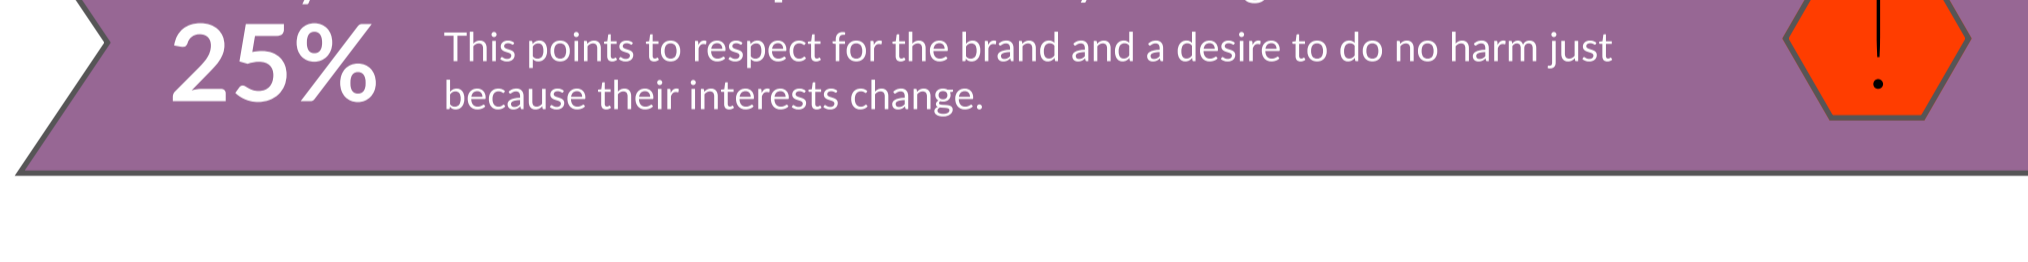 25%
This points to respect for the brand and a desire to do no harm just
because their interests change.
!